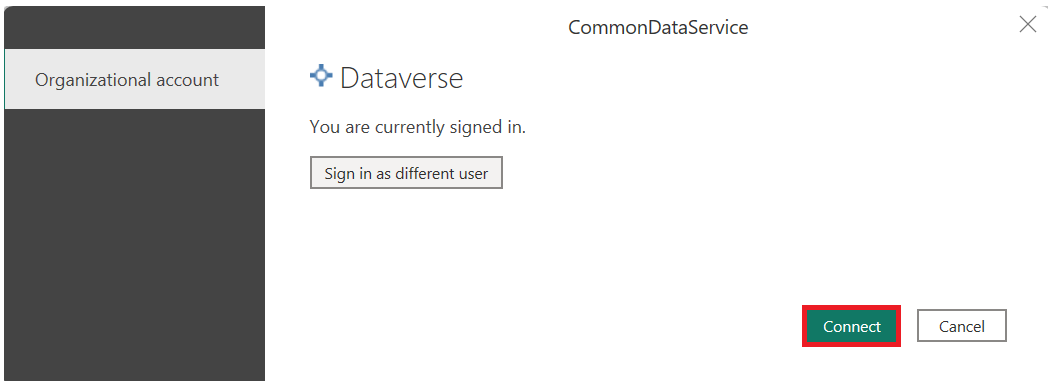 CommonDataService
Organizational account
Dataverse
You are currently signed in.
Sign in as different user
Connect
Cancel